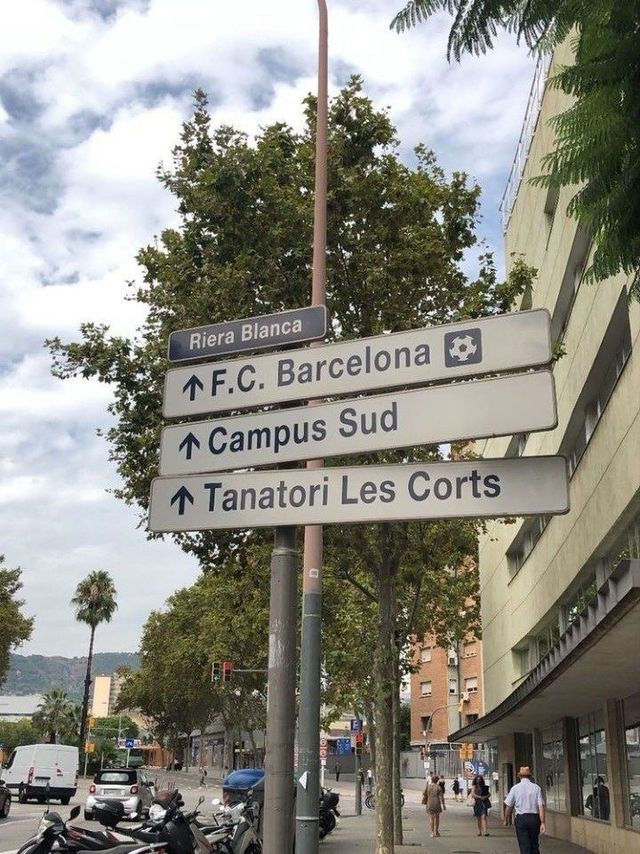 Riera Blanca
↑ F.C. Barcelona
↑ Campus Sud
↑ Tanatori Les Corts